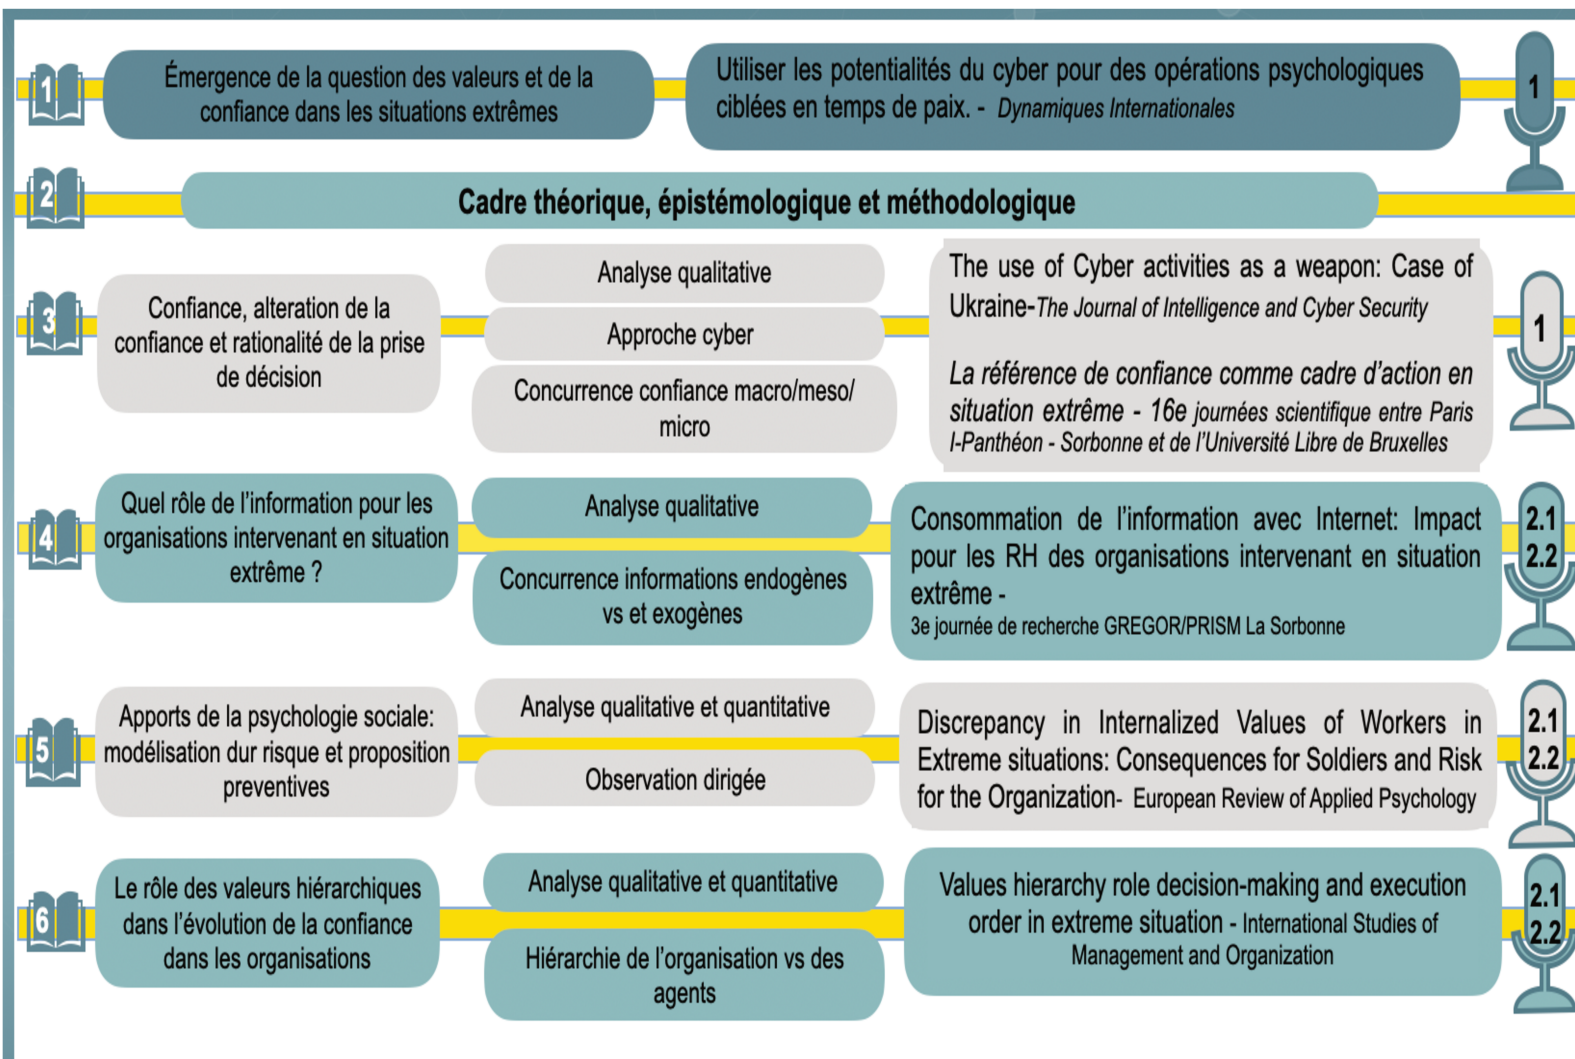 1
Émergence de la question des valeurs et de la
confiance dans les situations extrêmes
Utiliser les potentialités du cyber pour des opérations psychologiques
ciblées en temps de paix. - Dynamiques Internationales
1
2
Cadre théorique, épistémologique et méthodologique
3
Confiance, alteration de la
confiance et rationalité de la prise
de décision
Analyse qualitative
Approche cyber
Concurrence confiance macro/meso/
micro
The use of Cyber activities as a weapon: Case of
Ukraine-The Journal of Intelligence and Cyber Security
La référence de confiance comme cadre d'action en
situation extrême - 16e journées scientifique entre Paris
I-Panthéon - Sorbonne et de l'Université Libre de Bruxelles
1
4
Quel rôle de l'information pour les
organisations intervenant en situation
extrême ?
Analyse qualitative
Concurrence informations endogènes
vs et exogènes
Consommation de l'information avec Internet: Impact
pour les RH des organisations intervenant en situation
extrême -
3e journée de recherche GREGOR/PRISM La Sorbonne
2.1
2.2
5
Apports de la psychologie sociale:
modélisation dur risque et proposition
preventives
Analyse qualitative et quantitative
Observation dirigée
Discrepancy in Internalized Values of Workers in
Extreme situations: Consequences for Soldiers and Risk
for the Organization- European Review of Applied Psychology
2.1
2.2
6
Le rôle des valeurs hiérarchiques
dans l'évolution de la confiance
dans les organisations
Analyse qualitative et quantitative
Hiérarchie de l'organisation vs des
agents
Values hierarchy role decision-making and execution
order in extreme situation - International Studies of
Management and Organization
2.1
2.2